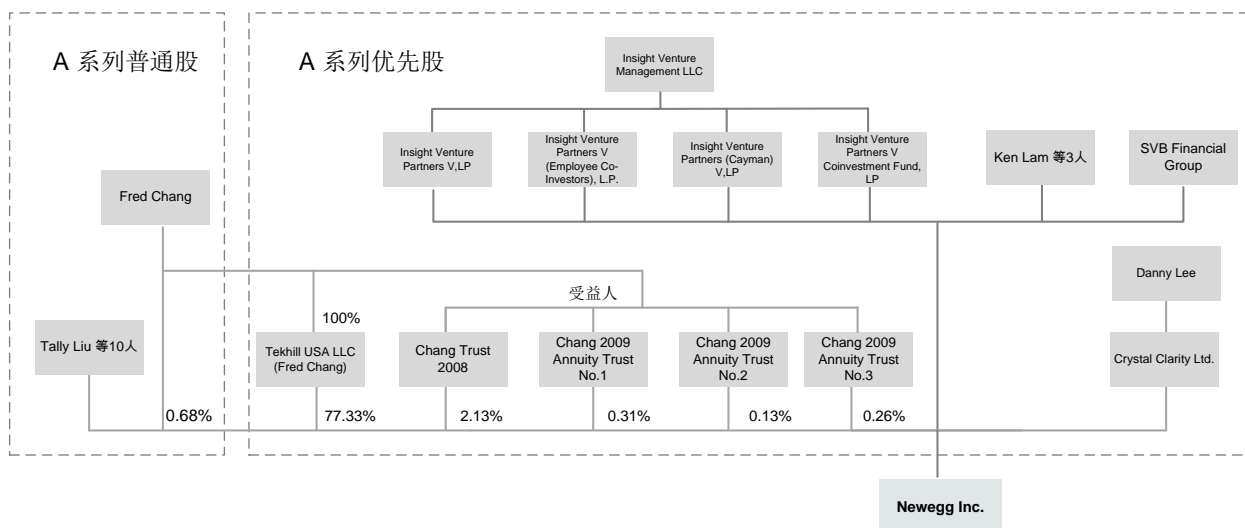 A 系列普通股
A 系列优先股
Insight Venture
Management LLC
Insight Venture
Partners V,LP
Insight Venture
Partners V
(Employee Co-
Investors), L.P.
Insight Venture
Partners (Cayman)
V,LP
Insight Venture
Partners V
Coinvestment Fund,
LP
Ken Lam 等3人
SVB Financial
Group
Fred Chang
Danny Lee
受益人
100%
Tally Liu 等10人
Tekhill USA LLC
(Fred Chang)
Chang Trust
2008
Chang 2009
Annuity Trust
No.1
Chang 2009
Annuity Trust
No.2
Chang 2009
Annuity Trust
No.3
Crystal Clarity Ltd.
0.68%
77.33%
2.13%
0.31%
0.13%
0.26%
Newegg Inc.